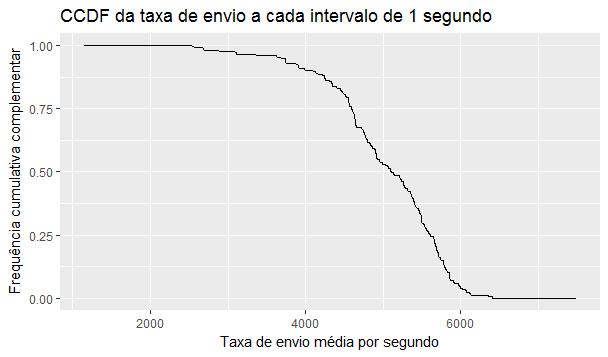 CCDF da taxa de envio a cada intervalo de 1 segundo
Frequência cumulativa complementar
1.00
0.75
0.50
0.25
0.00
2000
4000
6000
Taxa de envio média por segundo